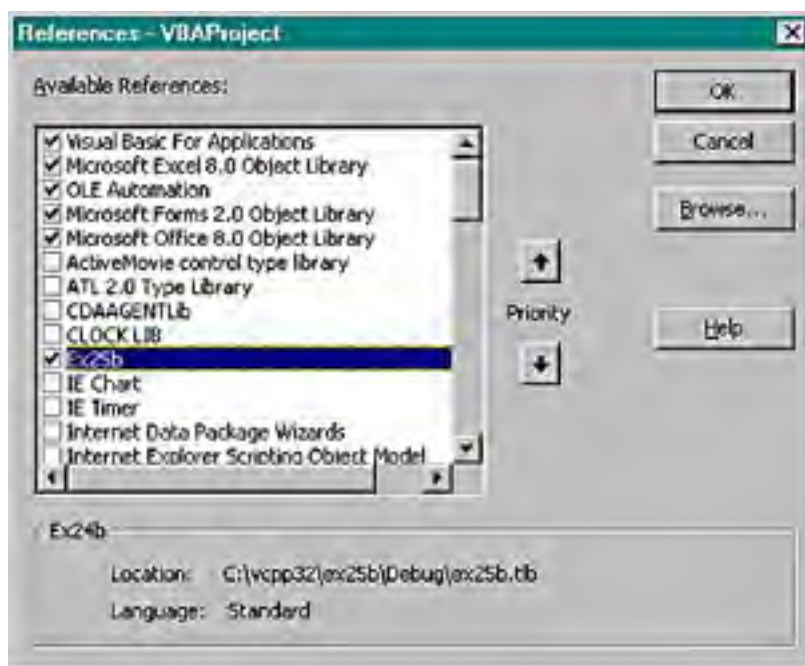 References - VBAProject
Available References:
Visual Basic For Applications
Microsoft Excel 8.0 Object Library
OLE Automation
Microsoft Forms 2.0 Object Library
Microsoft Office 8.0 Object Library
ActiveMovie control type library
ATL 2.0 Type Library
CDAAGENTLib
CLOCK LIB
Ex25b
IE Chart
IE Timer
Internet Data Package Wizards
Internet Explorer Scripting Object Model
Priority
OK
Cancel
Browse...
Help
Ex24b
Location: C:\vcpp32\ex25b\Debug\ex25b.tlb
Language: Standard